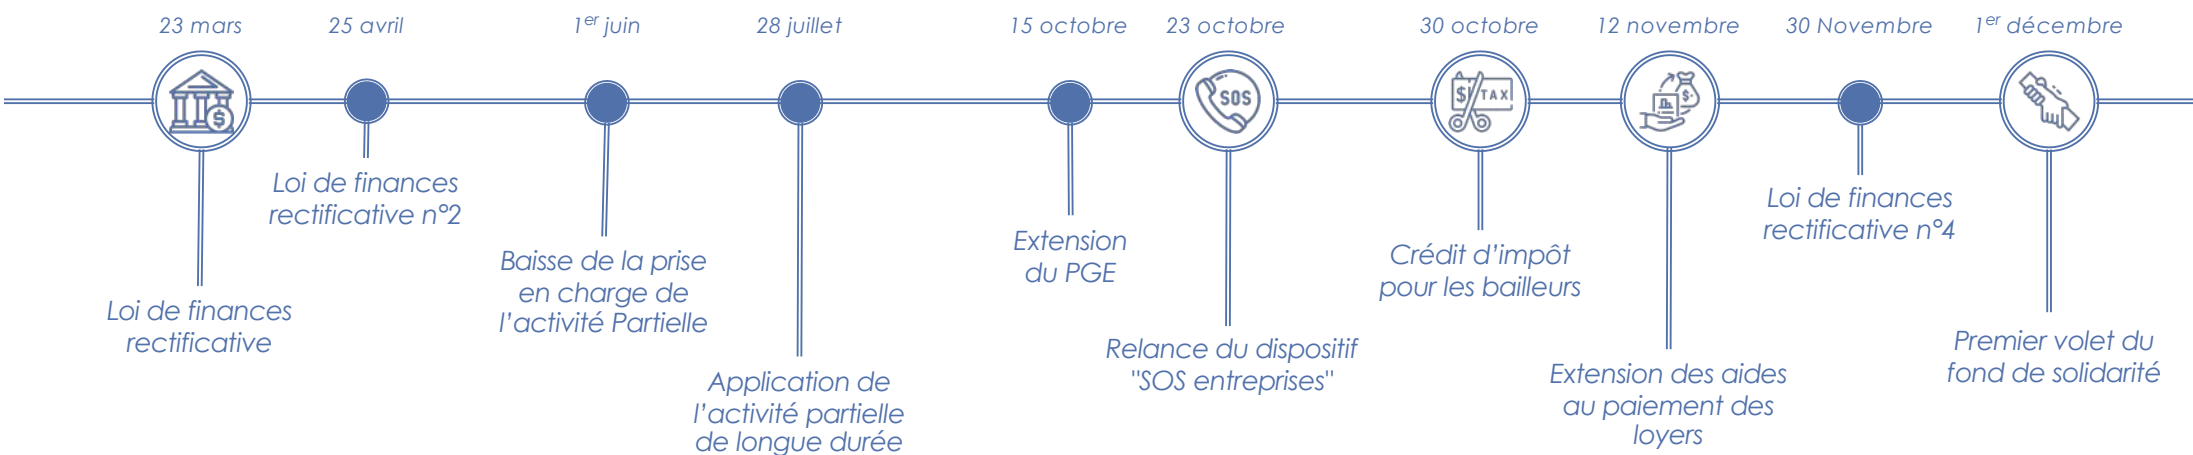 23 mars
25 avril
1er juin
28 juillet
15 octobre
23 octobre
30 octobre
12 novembre
30 Novembre
1er décembre
$
SOS
$
TAX
$
Loi de finances
rectificative
Loi de finances
rectificative n°2
Baisse de la prise
en charge de
l’activité Partielle
Application de
l’activité partielle
de longue durée
Extension
du PGE
Relance du dispositif
"SOS entreprises"
Crédit d’impôt
pour les bailleurs
Extension des aides
au paiement des
loyers
Loi de finances
rectificative n°4
Premier volet du
fond de solidarité